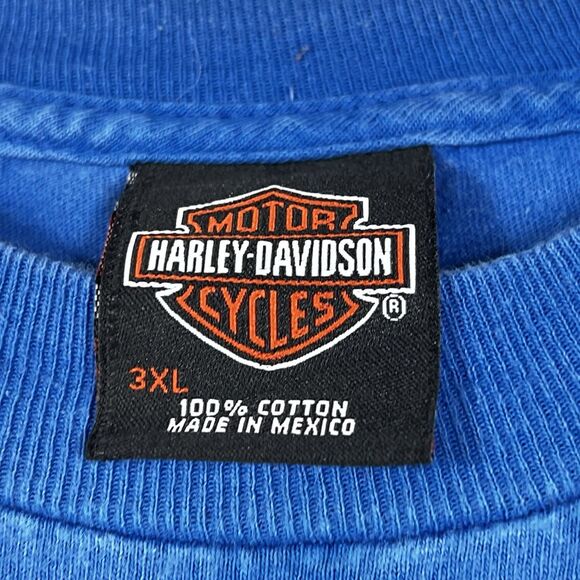 MOTOR
HARLEY-DAVIDSON
CYCLES
®
3XL
100% COTTON
MADE IN MEXICO